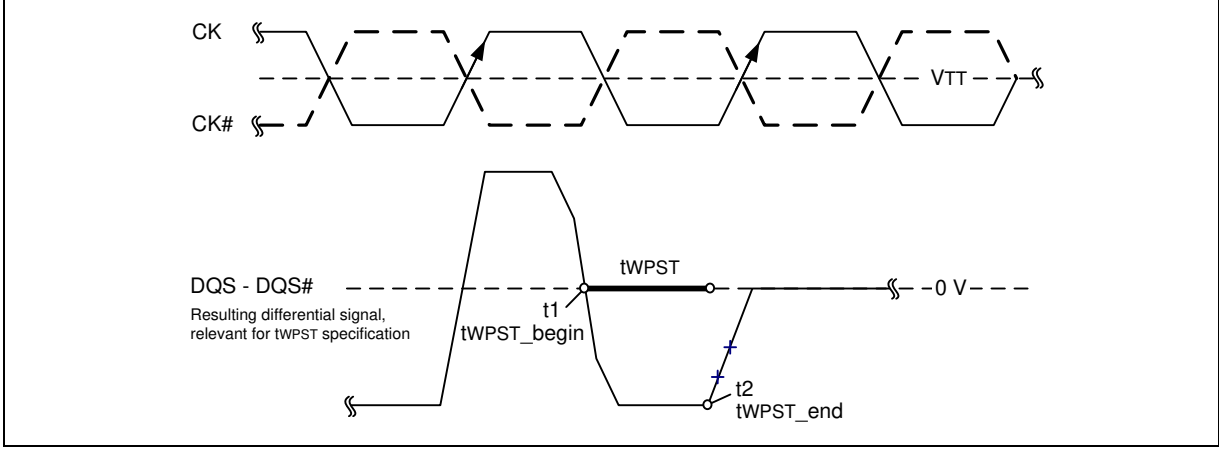 CK
VTT
CK#
tWPST
DQS - DQS#
0 V
Resulting differential signal,
relevant for tWPST specification
t1
tWPST_begin
t2
tWPST_end